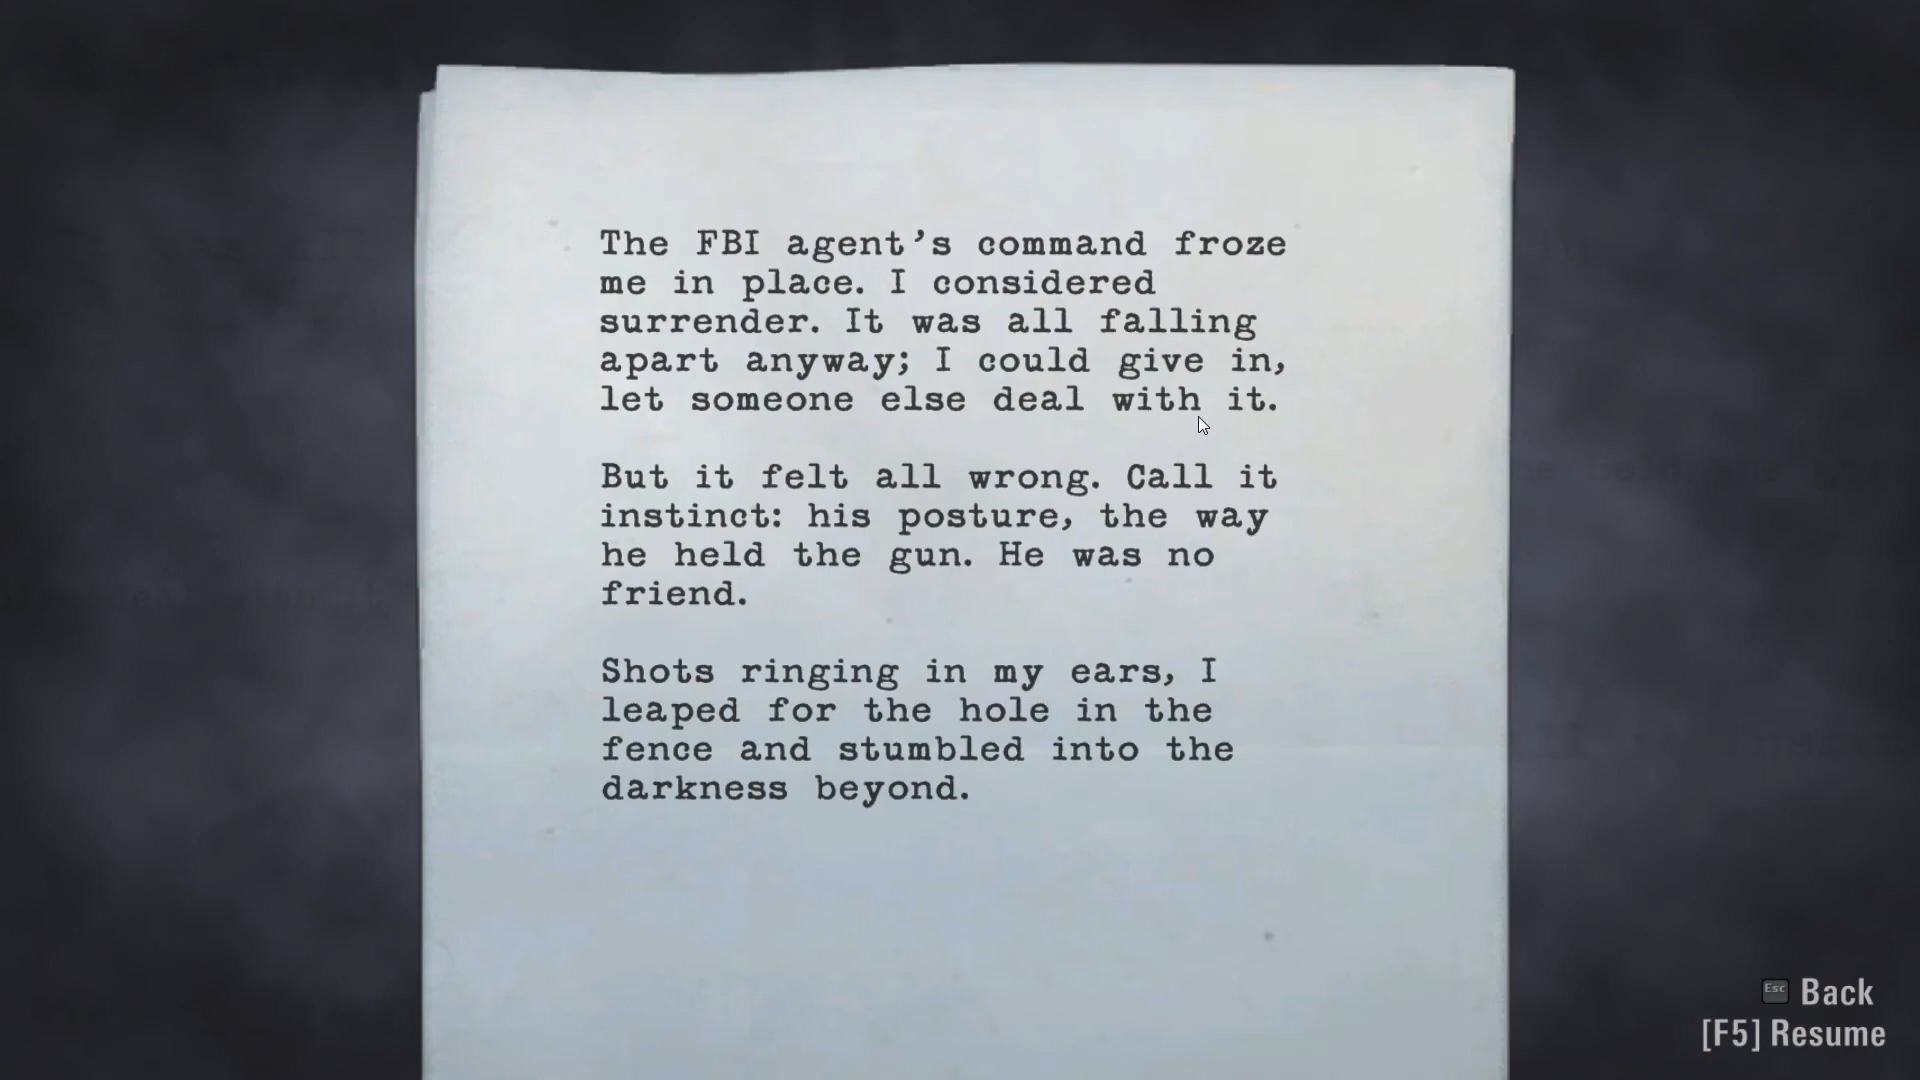 The FBI agent’s command froze
me in place. I considered
surrender. It was all falling
apart anyway; I could give in,
let someone else deal with it.
But it felt all wrong. Call it
instinct: his posture, the way
he held the gun. He was no
friend.
Shots ringing in my ears, I
leaped for the hole in the
fence and stumbled into the
darkness beyond.
Esc Back
[F5] Resume